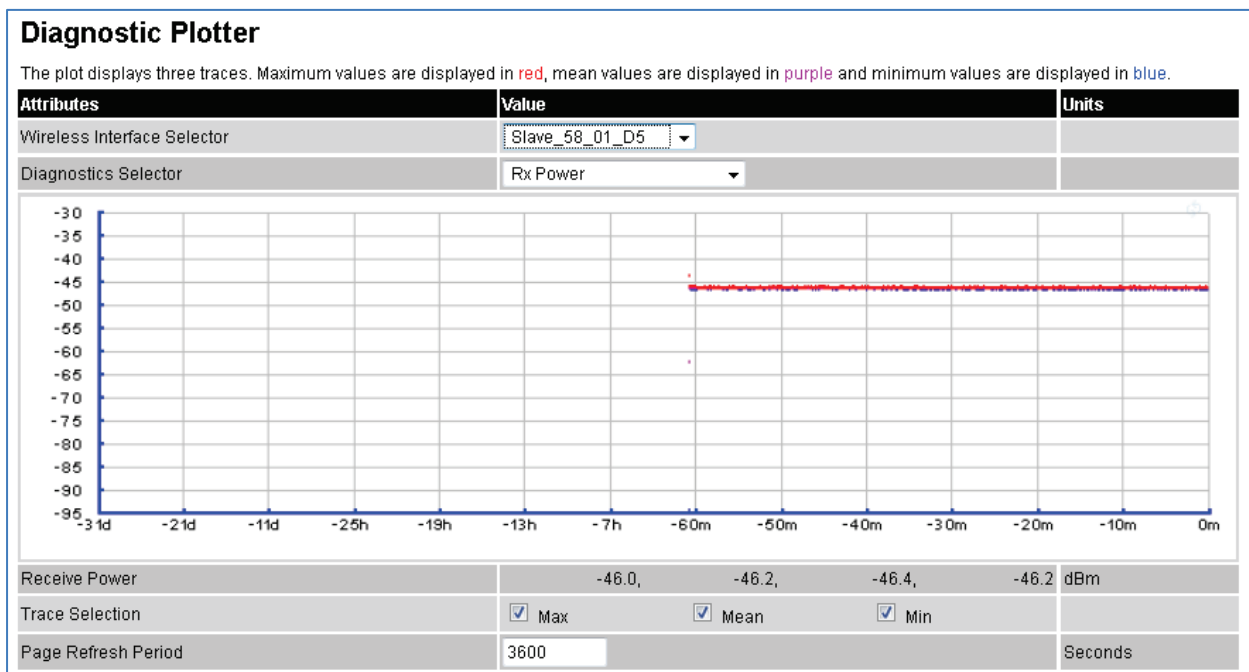 Diagnostic Plotter
The plot displays three traces. Maximum values are displayed in red, mean values are displayed in purple and minimum values are displayed in blue.
Attributes Value Units
Wireless Interface Selector Slave_58_01_D5
Diagnostics Selector Rx Power
-30
-35
-40
-45
-50
-55
-60
-65
-70
-75
-80
-85
-90
-95
-31d -21d -11d -25h -19h -13h -7h -60m -50m -40m -30m -20m -10m 0m
Receive Power -46.0, -46.2, -46.4, -46.2 dBm
Trace Selection Max Mean Min
Page Refresh Period 3600 Seconds